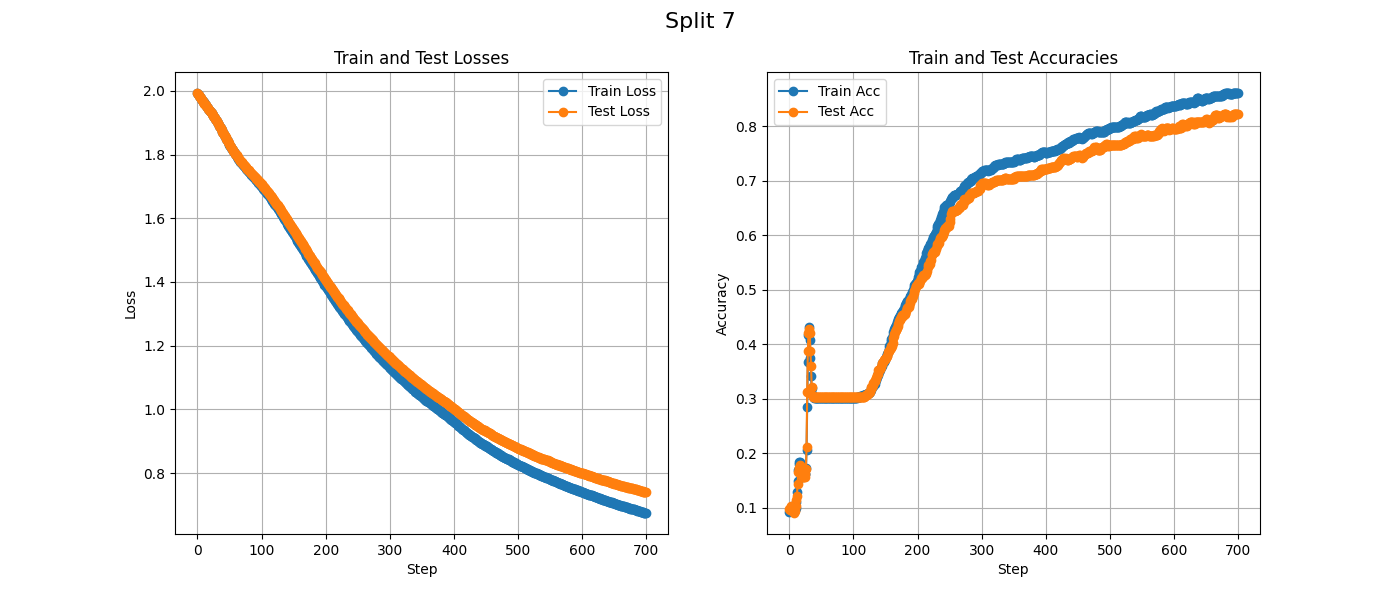 Split 7
Train and Test Losses
Train Loss
Test Loss
2.0
1.8
1.6
1.4
1.2
1.0
0.8
Loss
0 100 200 300 400 500 600 700
Step
Train and Test Accuracies
Train Acc
Test Acc
0.8
0.7
0.6
0.5
0.4
0.3
0.2
0.1
Accuracy
0 100 200 300 400 500 600 700
Step